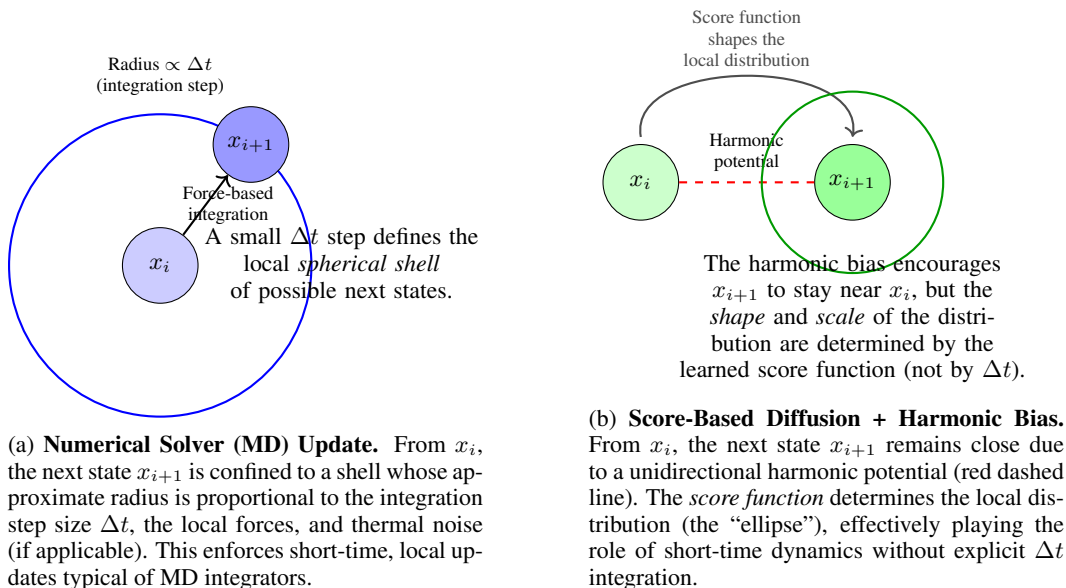 Radius ∝ Δt
(integration step)
x_{i+1}
Force-based
integration
x_i
A small Δt step defines the
local spherical shell
of possible next states.
(a) Numerical Solver (MD) Update. From x_i,
the next state x_{i+1} is confined to a shell whose ap-
proximate radius is proportional to the integration
step size Δt, the local forces, and thermal noise
(if applicable). This enforces short-time, local up-
dates typical of MD integrators.
Score function
shapes the
local distribution
Harmonic
potential
x_i
x_{i+1}
The harmonic bias encourages
x_{i+1} to stay near x_i, but the
shape and scale of the distri-
bution are determined by the
learned score function (not by Δt).
(b) Score-Based Diffusion + Harmonic Bias.
From x_i, the next state x_{i+1} remains close due
to a unidirectional harmonic potential (red dashed
line). The score function determines the local dis-
tribution (the “ellipse”), effectively playing the
role of short-time dynamics without explicit Δt
integration.